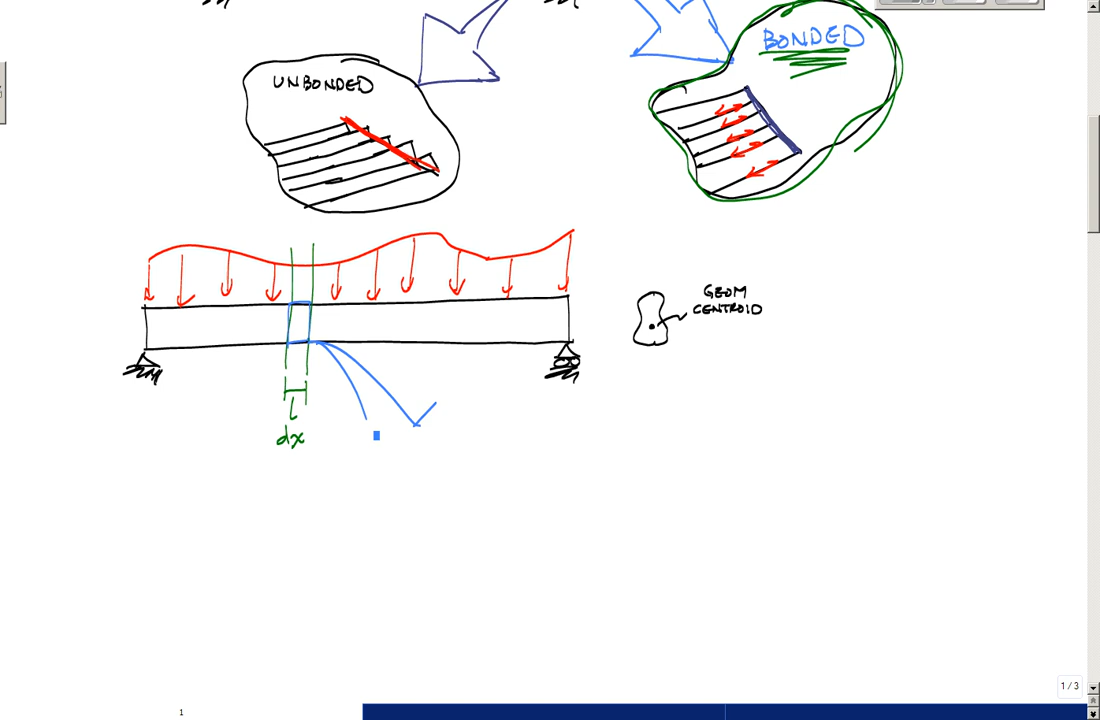 BONDED
UNBONDED
GEOM
CENTROID
dx
1 / 3
1